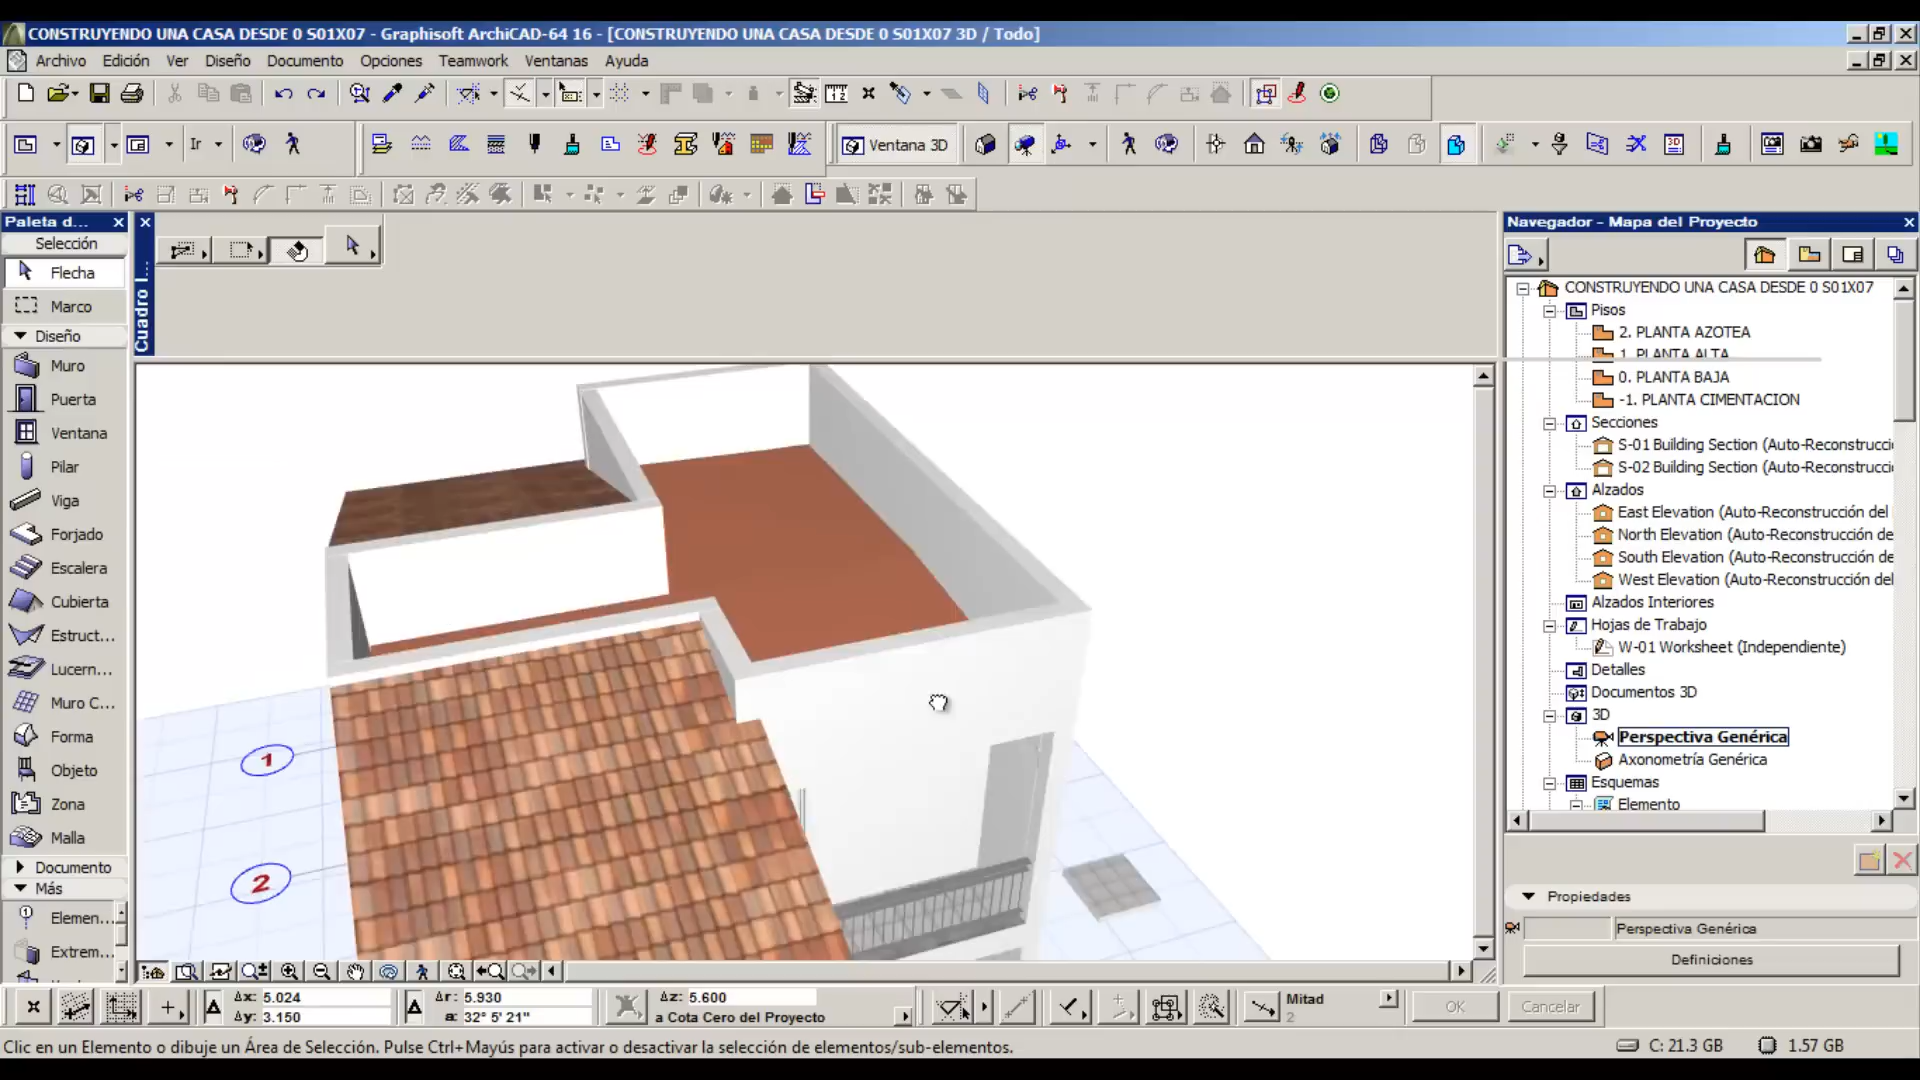 CONSTRUYENDO UNA CASA DESDE 0 S01X07 - Graphisoft ArchiCAD-64 16 - [CONSTRUYENDO UNA CASA DESDE 0 S01X07 3D / Todo]
Archivo Edición Ver Diseño Documento Opciones Teamwork Ventanas Ayuda
Ir
Ventana 3D
Paleta d...
Selección
Flecha
Marco
Diseño
Muro
Puerta
Ventana
Pilar
Viga
Forjado
Escalera
Cubierta
Estruct...
Lucern...
Muro C...
Forma
Objeto
Zona
Malla
Documento
Más
Elemen...
Extrem...
Cuadro I...
1
2
Navegador - Mapa del Proyecto
CONSTRUYENDO UNA CASA DESDE 0 S01X07
Pisos
2. PLANTA AZOTEA
1. PLANTA ALTA
0. PLANTA BAJA
-1. PLANTA CIMENTACION
Secciones
S-01 Building Section (Auto-Reconstrucci
S-02 Building Section (Auto-Reconstrucci
Alzados
East Elevation (Auto-Reconstrucción del
North Elevation (Auto-Reconstrucción de
South Elevation (Auto-Reconstrucción de
West Elevation (Auto-Reconstrucción del
Alzados Interiores
Hojas de Trabajo
W-01 Worksheet (Independiente)
Detalles
Documentos 3D
3D
Perspectiva Genérica
Axonometría Genérica
Esquemas
Elemento
Propiedades
Perspectiva Genérica
Definiciones
Δx: 5.024
Δy: 3.150
Δr: 5.930
a: 32° 5' 21"
Δz: 5.600
a Cota Cero del Proyecto
Mitad
2
OK
Cancelar
Clic en un Elemento o dibuje un Área de Selección. Pulse Ctrl+Mayús para activar o desactivar la selección de elementos/sub-elementos.
C: 21.3 GB
1.57 GB